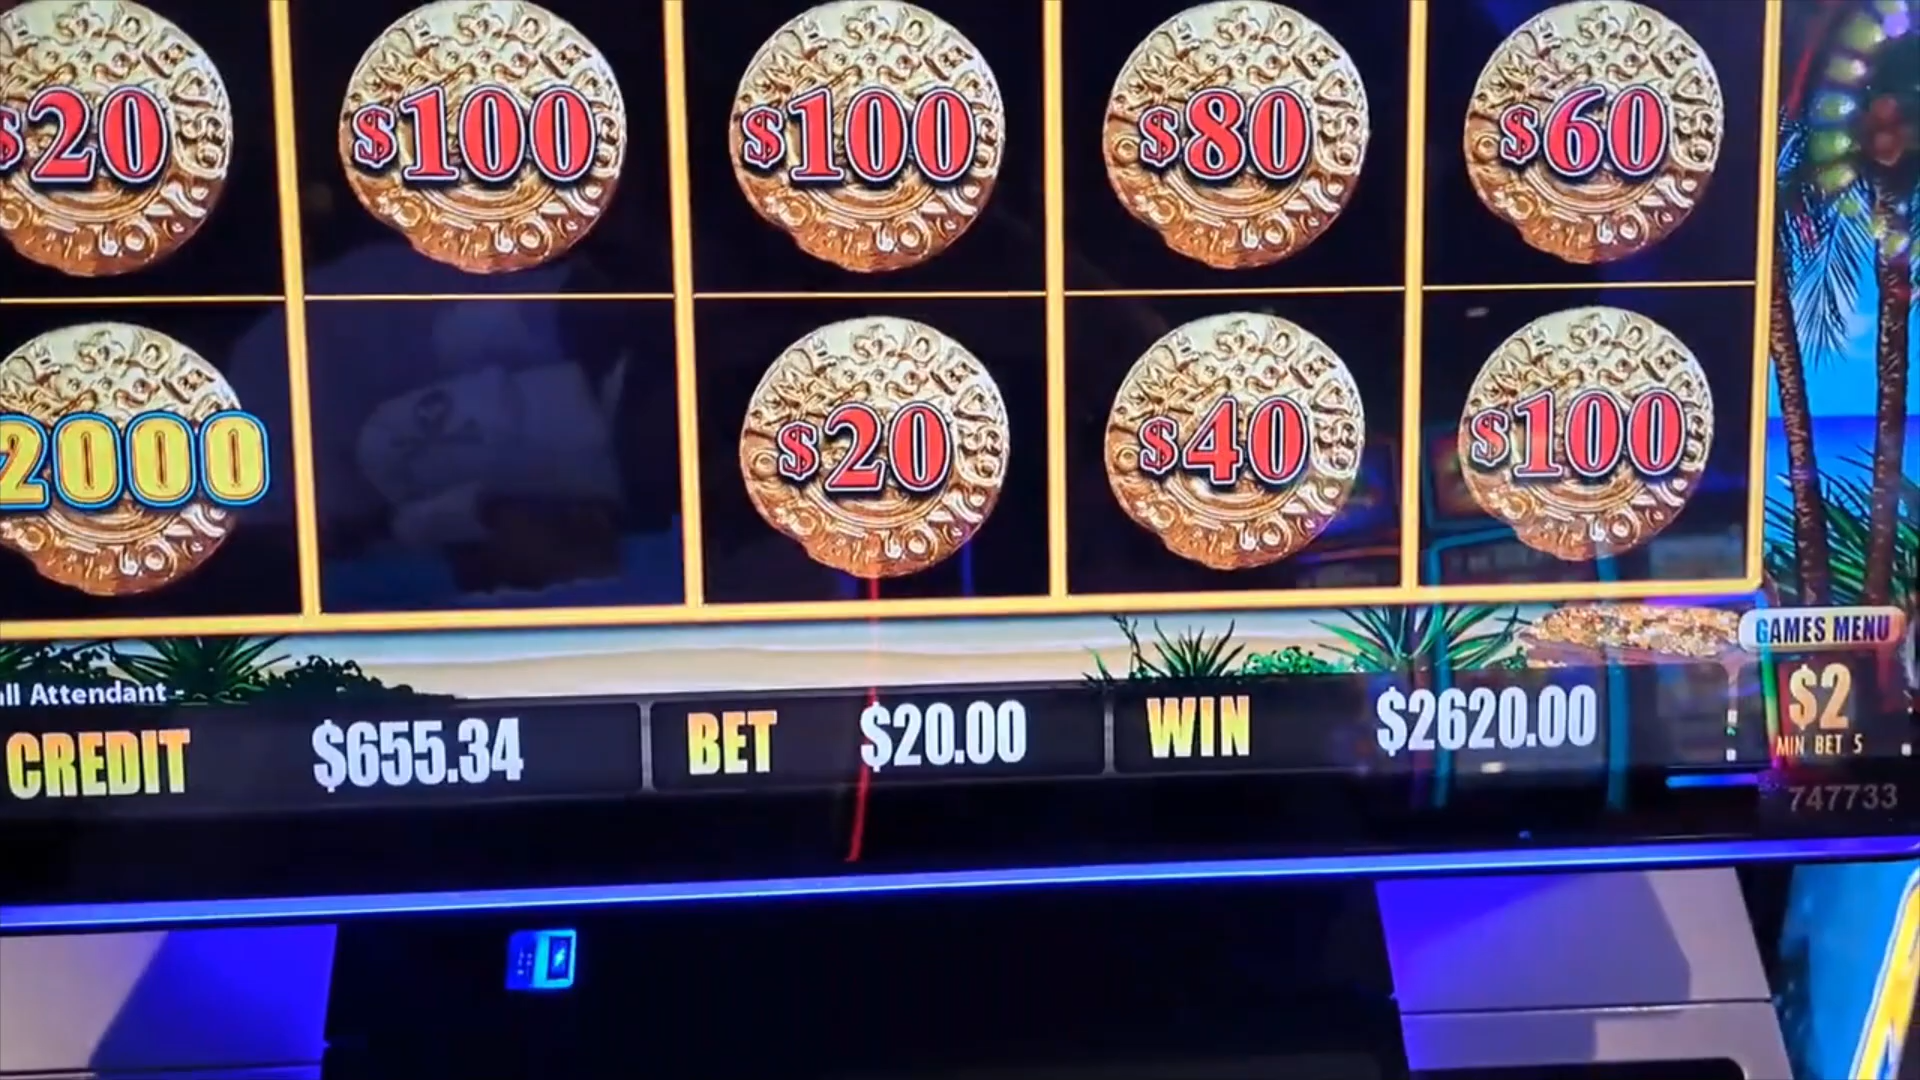 $20 $100 $100 $80 $60
2000 $20 $40 $100
GAMES MENU
Attendant -
CREDIT $655.34 BET $20.00 WIN $2620.00
$2
MIN BET 5
747733